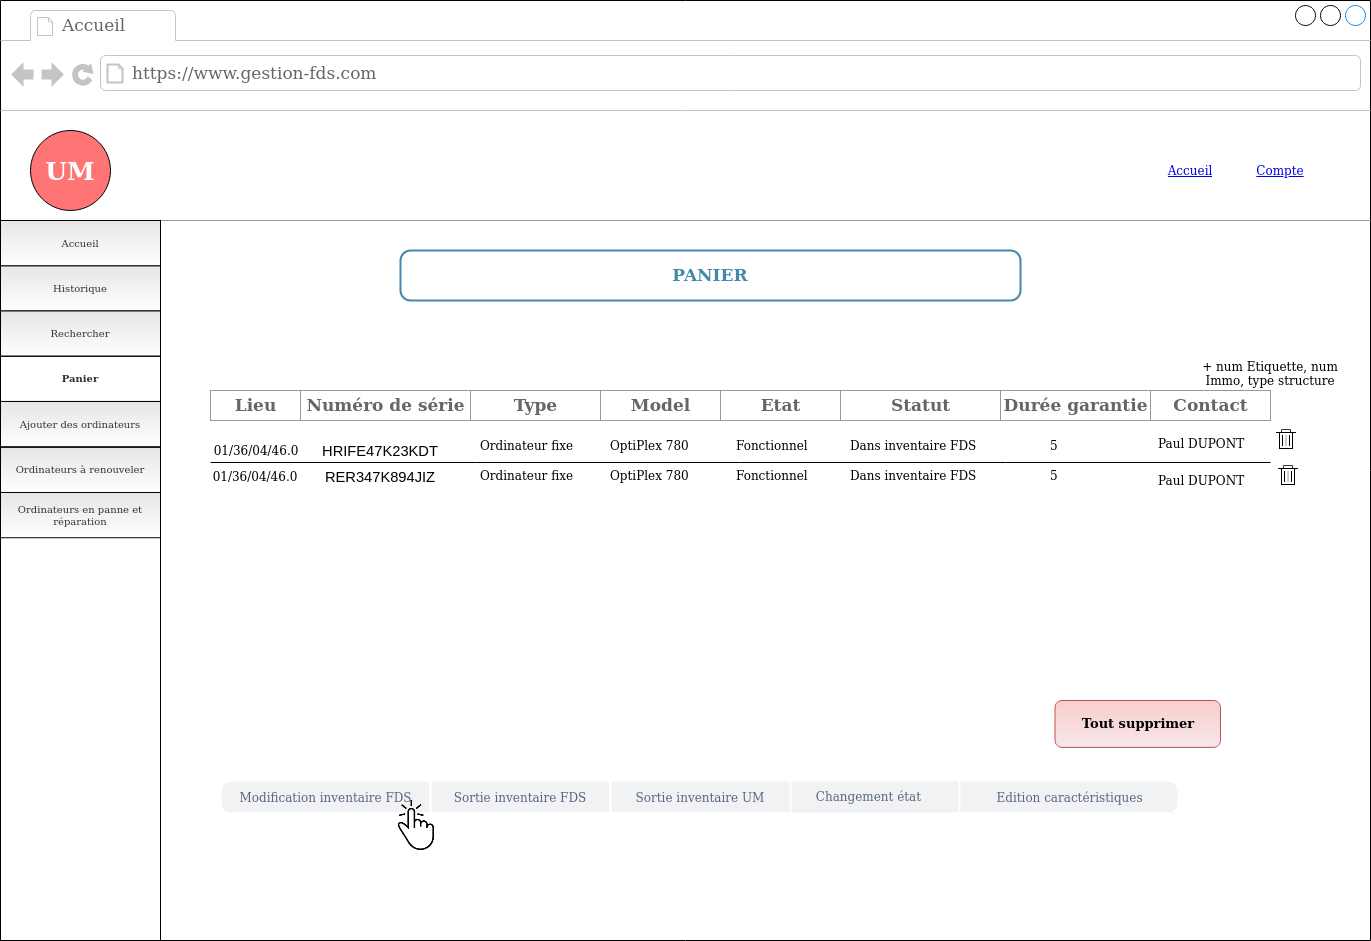 Accueil
https://www.gestion-fds.com
UM
Accueil Compte
Accueil
Historique
Rechercher
Panier
Ajouter des ordinateurs
Ordinateurs à renouveler
Ordinateurs en panne et
réparation
PANIER
+ num Etiquette, num
Immo, type structure
Lieu Numéro de série Type Model Etat Statut Durée garantie Contact
01/36/04/46.0 HRIFE47K23KDT Ordinateur fixe OptiPlex 780 Fonctionnel Dans inventaire FDS 5 Paul DUPONT
01/36/04/46.0 RER347K894JIZ Ordinateur fixe OptiPlex 780 Fonctionnel Dans inventaire FDS 5 Paul DUPONT
Tout supprimer
Modification inventaire FDS Sortie inventaire FDS Sortie inventaire UM Changement état Edition caractéristiques